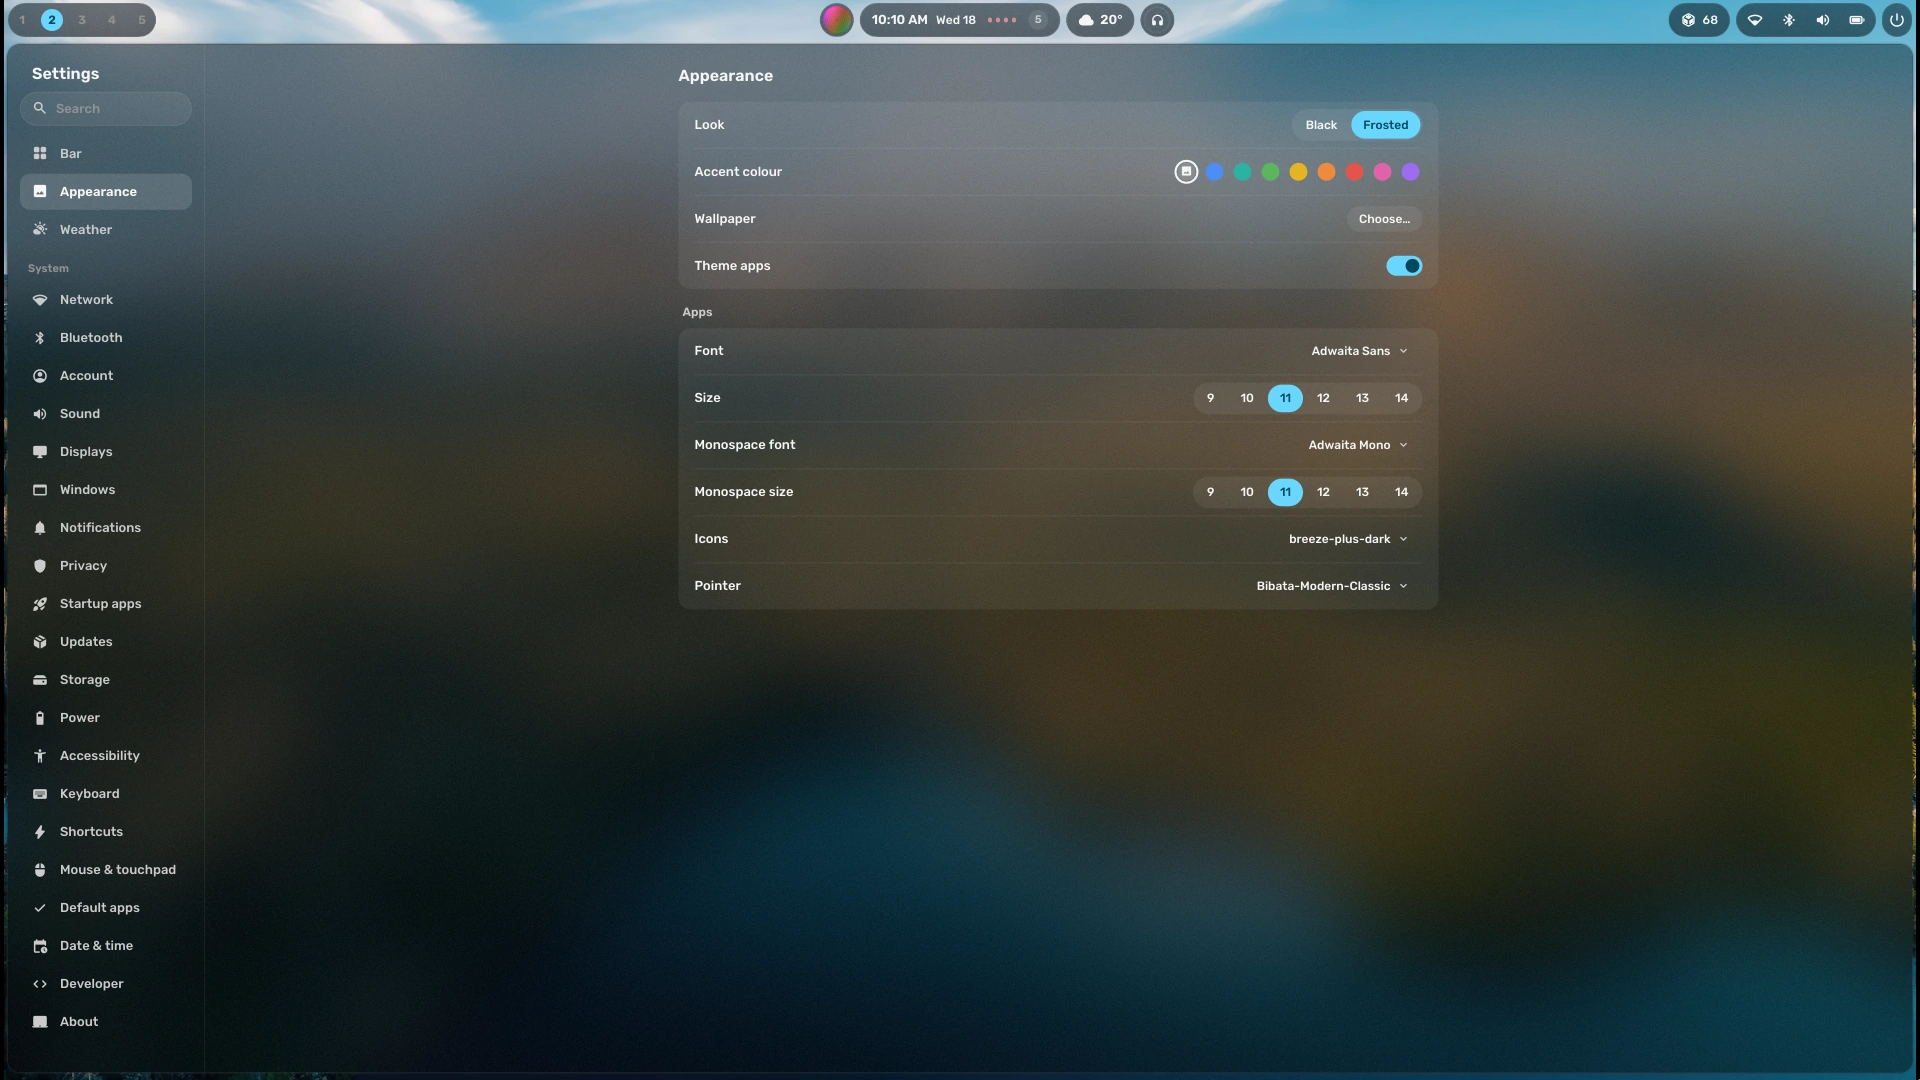 1 2 3 4 5
10:10 AM Wed 18 5
20°
68
Settings
Search
Bar
Appearance
Weather
System
Network
Bluetooth
Account
Sound
Displays
Windows
Notifications
Privacy
Startup apps
Updates
Storage
Power
Accessibility
Keyboard
Shortcuts
Mouse & touchpad
Default apps
Date & time
Developer
About
Appearance
Look Black Frosted
Accent colour
Wallpaper Choose…
Theme apps
Apps
Font Adwaita Sans
Size 9 10 11 12 13 14
Monospace font Adwaita Mono
Monospace size 9 10 11 12 13 14
Icons breeze-plus-dark
Pointer Bibata-Modern-Classic